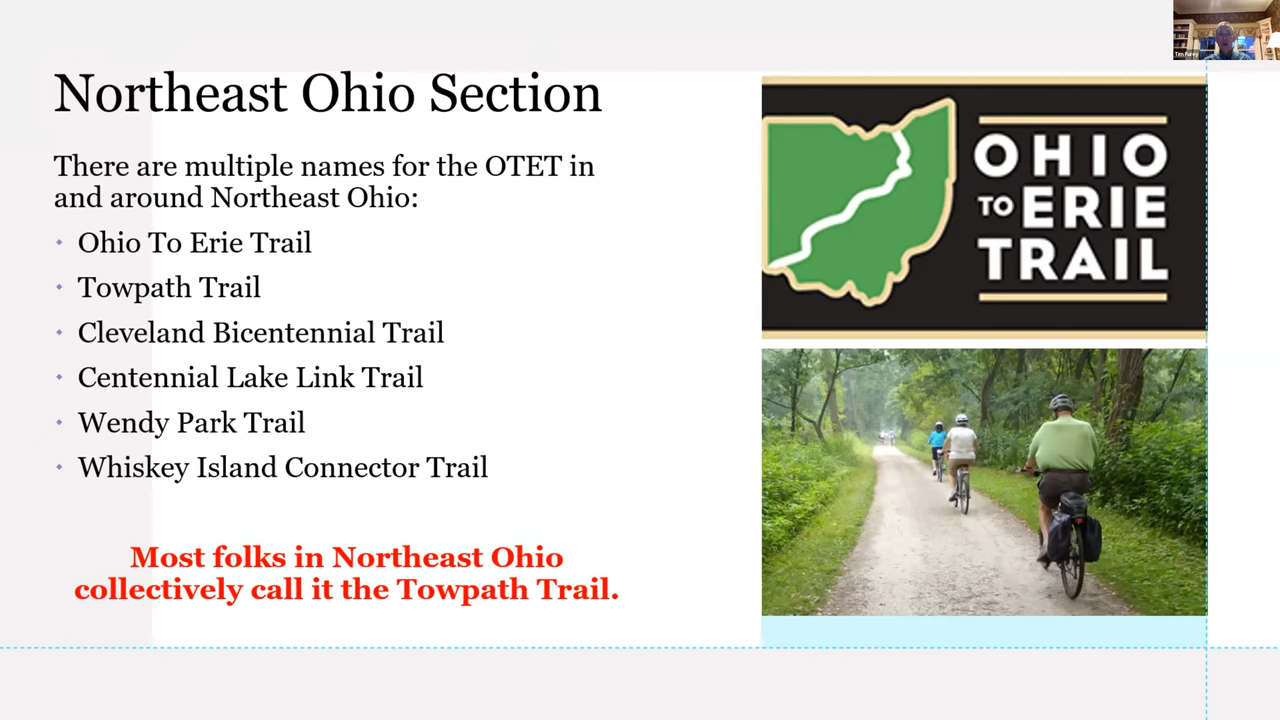 Northeast Ohio Section
There are multiple names for the OTET in
and around Northeast Ohio:
Ohio To Erie Trail
Towpath Trail
Cleveland Bicentennial Trail
Centennial Lake Link Trail
Wendy Park Trail
Whiskey Island Connector Trail
Most folks in Northeast Ohio
collectively call it the Towpath Trail.
OHIO
TO ERIE
TRAIL
Tim Furey